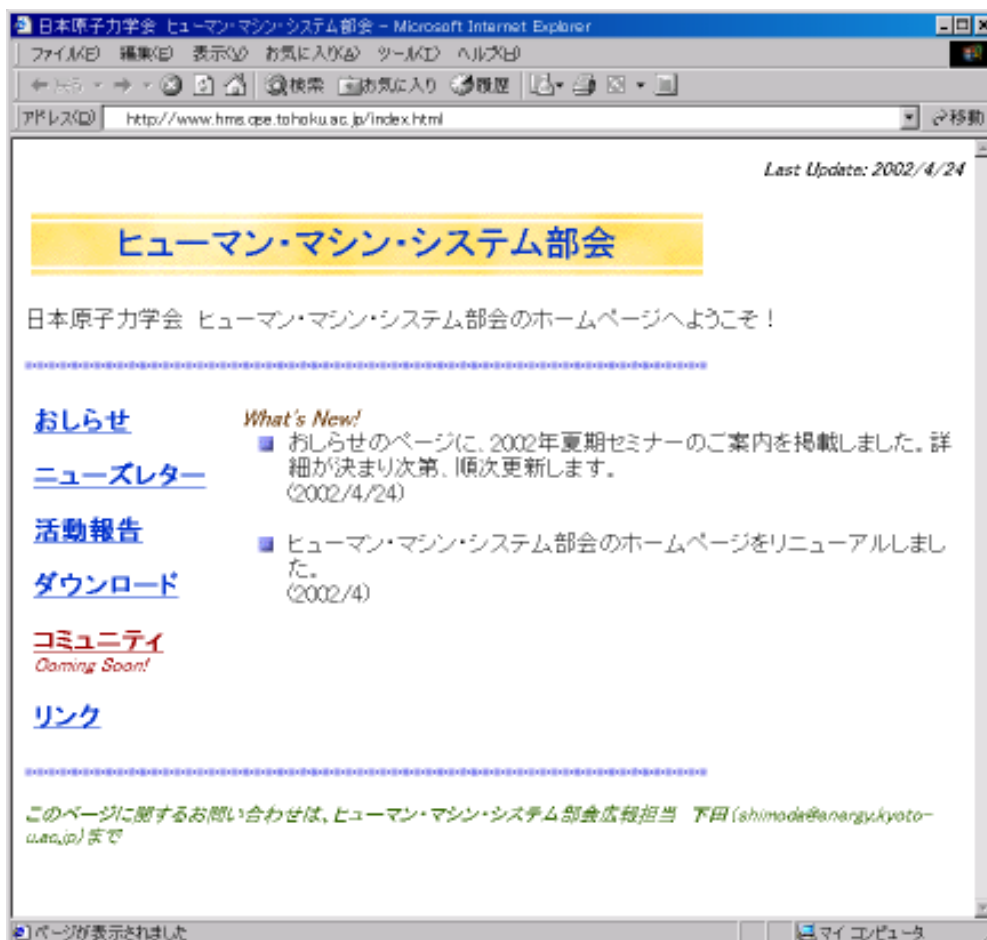 日本原子力学会 ヒューマン・マシン・システム部会 - Microsoft Internet Explorer
ファイル(F) 編集(E) 表示(V) お気に入り(A) ツール(T) ヘルプ(H)
戻る 検索 お気に入り 履歴
アドレス(D) http://www.hms.qse.tohoku.ac.jp/index.html 移動
Last Update: 2002/4/24
ヒューマン・マシン・システム部会
日本原子力学会 ヒューマン・マシン・システム部会のホームページへようこそ！
おしらせ
ニューズレター
活動報告
ダウンロード
コミュニティ
Coming Soon!
リンク
What's New!
おしらせのページに、2002年夏期セミナーのご案内を掲載しました。詳
細が決まり次第、順次更新します。
(2002/4/24)
ヒューマン・マシン・システム部会のホームページをリニューアルしまし
た。
(2002/4)
このページに関するお問い合わせは、ヒューマン・マシン・システム部会広報担当 下田(shimoda@energy.kyoto-
u.ac.jp)まで
ページが表示されました マイ コンピュータ